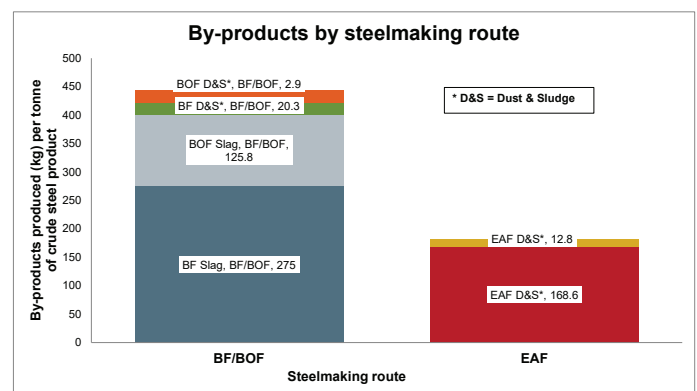 By-products by steelmaking route
By-products produced (kg) per tonne
of crude steel product
500
450
400
350
300
250
200
150
100
50
0
BOF D&S*, BF/BOF, 2.9
BF D&S*, BF/BOF, 20.3
BOF Slag, BF/BOF,
125.8
BF Slag, BF/BOF, 275
* D&S = Dust & Sludge
EAF D&S*, 12.8
EAF D&S*, 168.6
BF/BOF
EAF
Steelmaking route